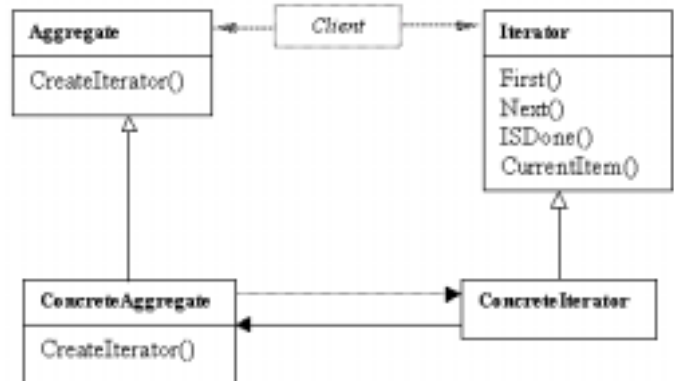 Aggregate
CreateIterator()
Client
Iterator
First()
Next()
ISDone()
CurrentItem()
ConcreteAggregate
CreateIterator()
ConcreteIterator